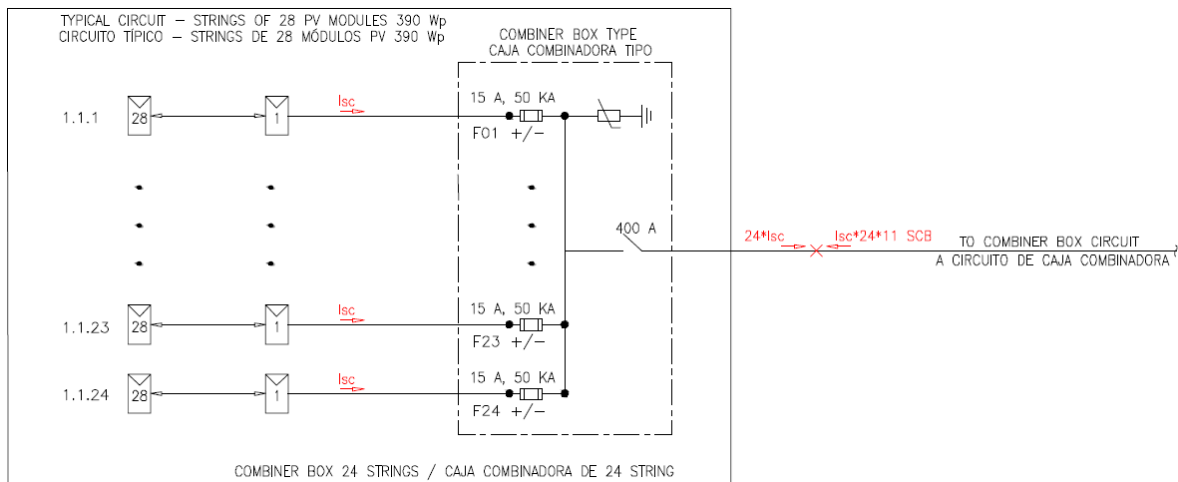 TYPICAL CIRCUIT – STRINGS OF 28 PV MODULES 390 Wp
CIRCUITO TÍPICO – STRINGS DE 28 MÓDULOS PV 390 Wp
COMBINER BOX TYPE
CAJA COMBINADORA TIPO
1.1.1
28
1
Isc
15 A, 50 KA
F01 +/–
400 A
24*Isc
Isc*24*11 SCB
TO COMBINER BOX CIRCUIT
A CIRCUITO DE CAJA COMBINADORA
1.1.23
28
1
Isc
15 A, 50 KA
F23 +/–
1.1.24
28
1
Isc
15 A, 50 KA
F24 +/–
COMBINER BOX 24 STRINGS / CAJA COMBINADORA DE 24 STRING